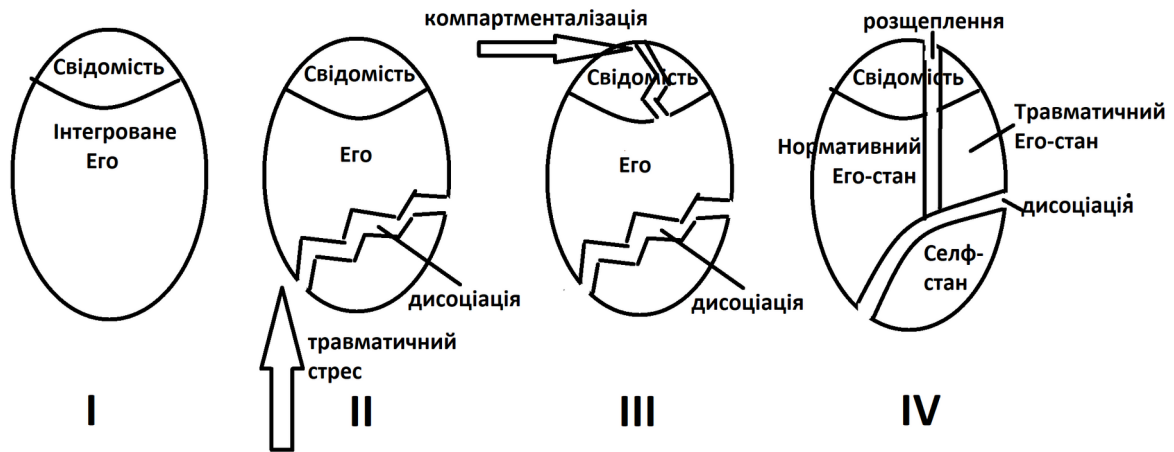 Свідомість
Інтегроване
Его
I
Свідомість
Его
дисоціація
травматичний
стрес
II
компартменталізація
Свідомість
Его
дисоціація
III
розщеплення
Свідомість
Травматичний
Его-стан
Нормативний
Его-стан
дисоціація
Селф-
стан
IV